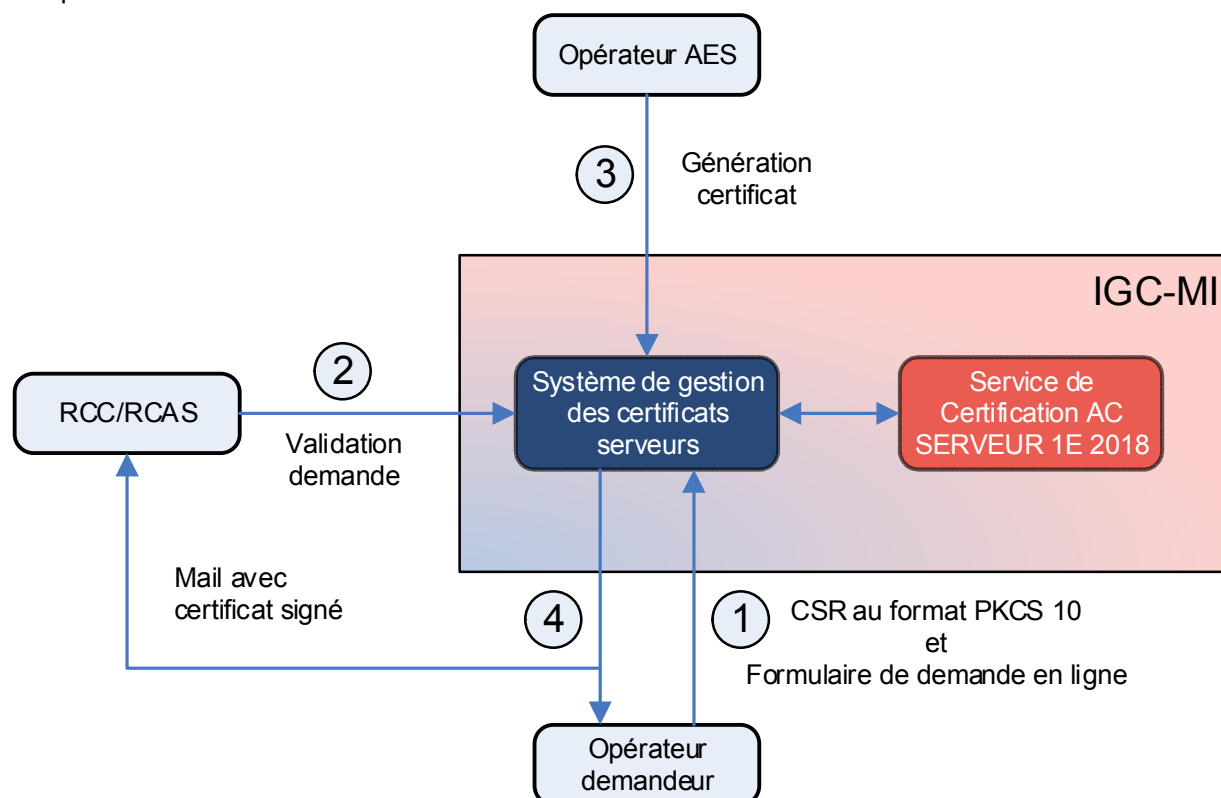 Opérateur AES
3
Génération
certificat
IGC-MI
RCC/RCAS
2
Validation
demande
Système de gestion
des certificats
serveurs
Service de
Certification AC
SERVEUR 1E 2018
Mail avec
certificat signé
4
1
CSR au format PKCS 10
et
Formulaire de demande en ligne
Opérateur
demandeur